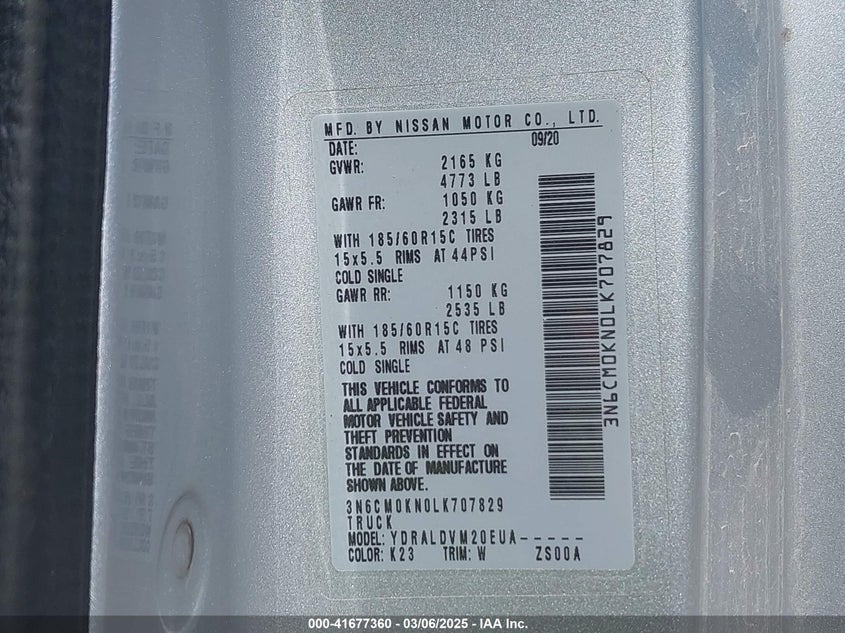 MFD. BY NISSAN MOTOR CO., LTD.
DATE: 09/20
GVWR: 2165 KG
4773 LB
GAWR FR: 1050 KG
2315 LB
WITH 185/60R15C TIRES
15x5.5 RIMS AT 44PSI
COLD SINGLE
GAWR RR: 1150 KG
2535 LB
WITH 185/60R15C TIRES
15x5.5 RIMS AT 48 PSI
COLD SINGLE
THIS VEHICLE CONFORMS TO
ALL APPLICABLE FEDERAL
MOTOR VEHICLE SAFETY AND
THEFT PREVENTION
STANDARDS IN EFFECT ON
THE DATE OF MANUFACTURE
SHOWN ABOVE.
3N6CM0KN0LK707829
TRUCK
MODEL: YDRALDVM20EUA-----
COLOR: K23 TRIM: W ZS00A
3N6CM0KN0LK707829
000-41677360 - 03/06/2025 - IAA Inc.